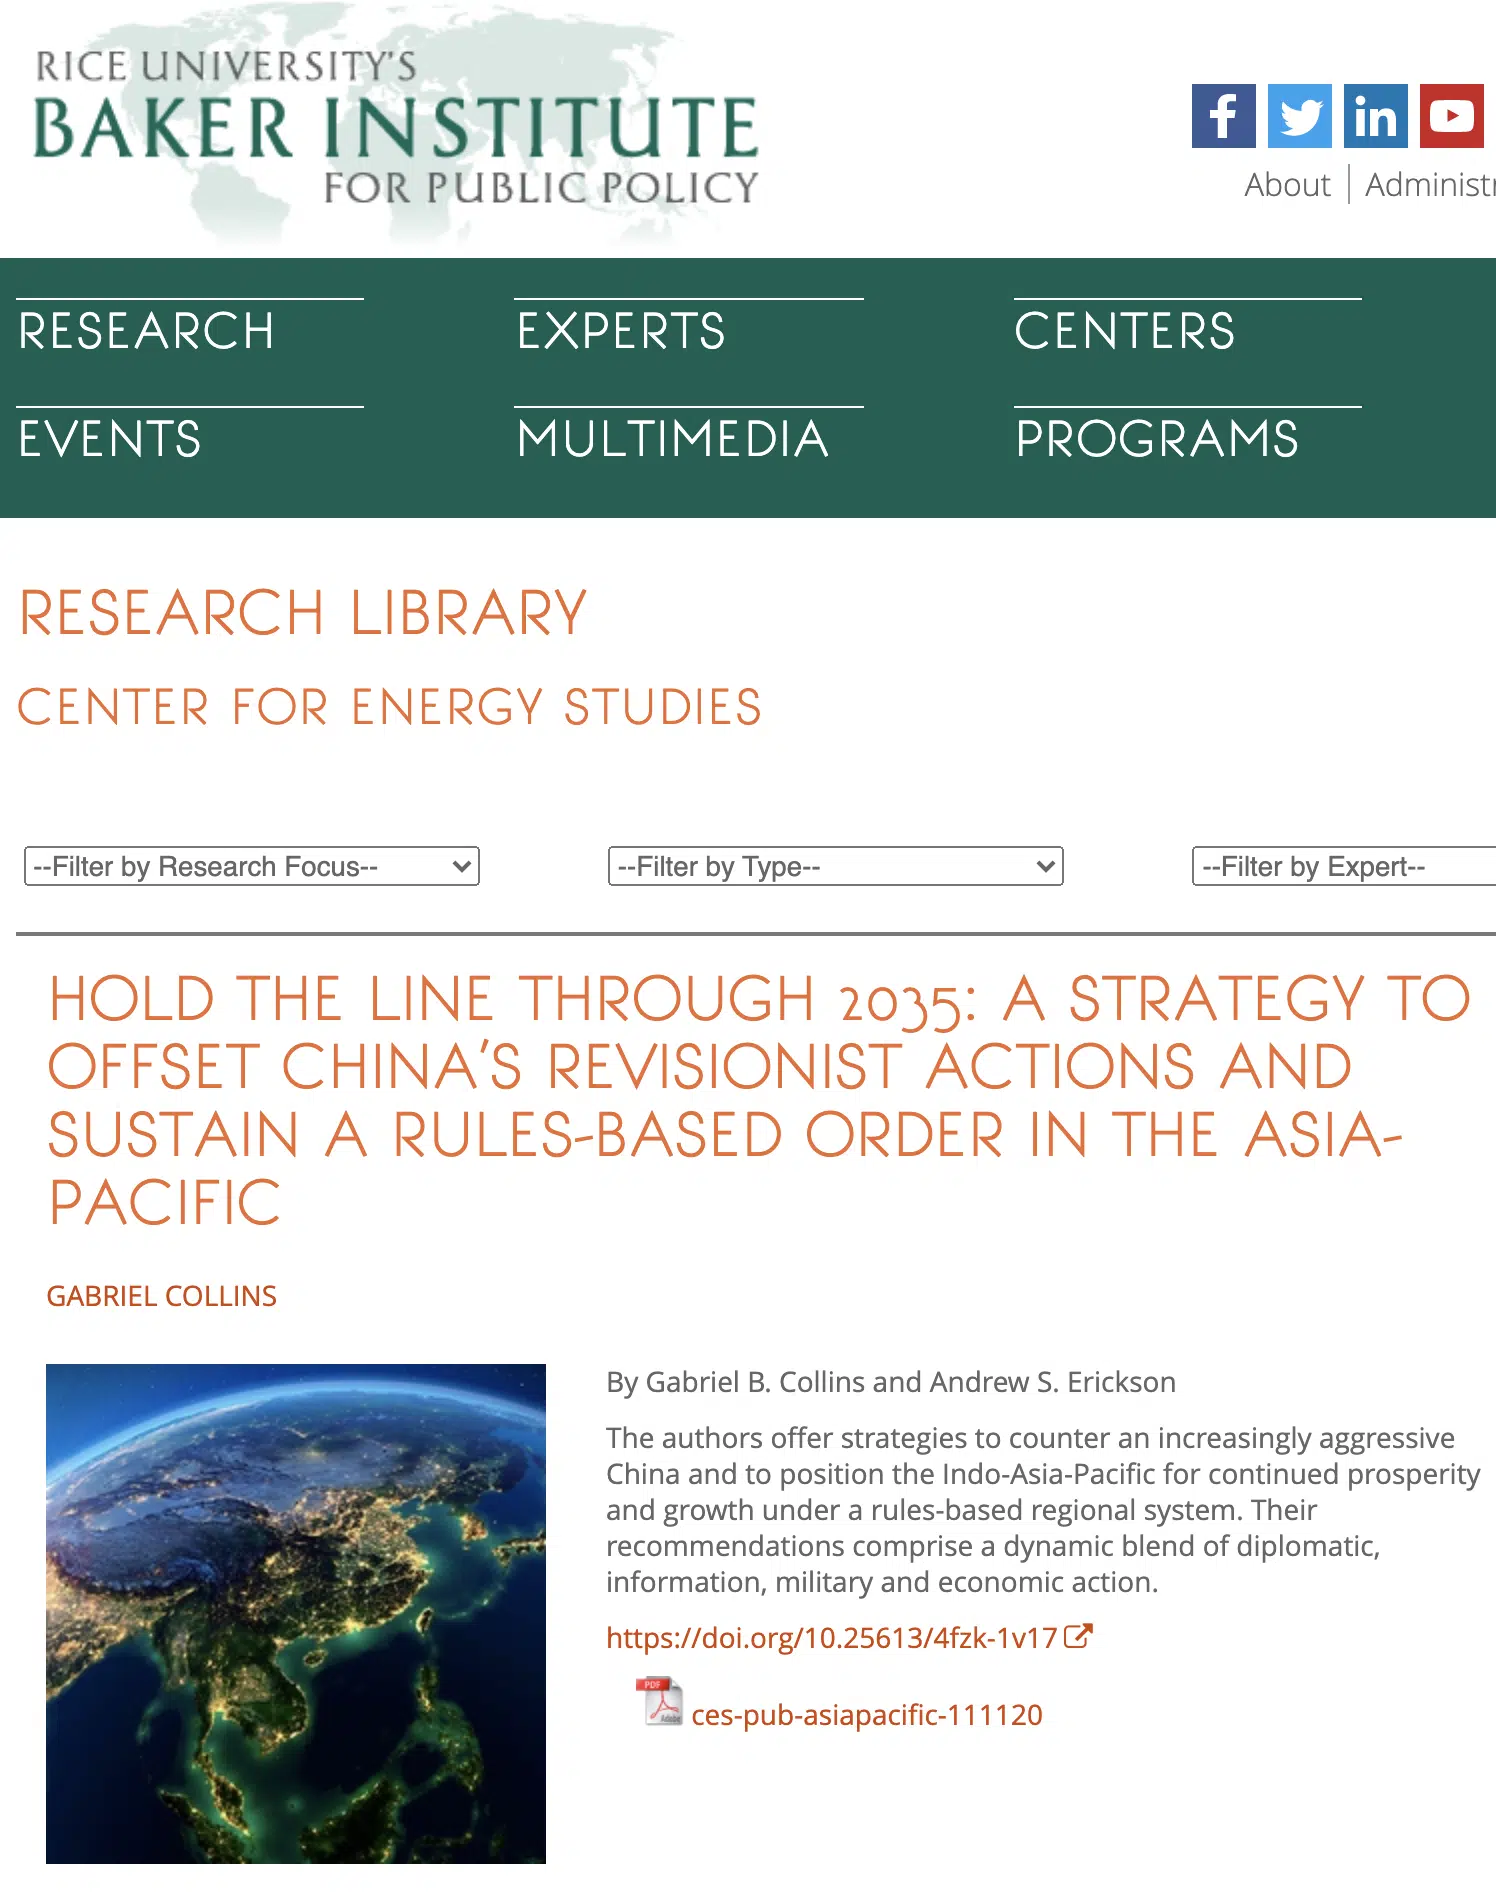 RICE UNIVERSITY'S
BAKER INSTITUTE
FOR PUBLIC POLICY
About | Administr
RESEARCH
EXPERTS
CENTERS
EVENTS
MULTIMEDIA
PROGRAMS
RESEARCH LIBRARY
CENTER FOR ENERGY STUDIES
--Filter by Research Focus--
--Filter by Type--
--Filter by Expert--
HOLD THE LINE THROUGH 2035: A STRATEGY TO
OFFSET CHINA'S REVISIONIST ACTIONS AND
SUSTAIN A RULES-BASED ORDER IN THE ASIA-
PACIFIC
GABRIEL COLLINS
By Gabriel B. Collins and Andrew S. Erickson
The authors offer strategies to counter an increasingly aggressive
China and to position the Indo-Asia-Pacific for continued prosperity
and growth under a rules-based regional system. Their
recommendations comprise a dynamic blend of diplomatic,
information, military and economic action.
https://doi.org/10.25613/4fzk-1v17
PDF
Adobe
ces-pub-asiapacific-111120